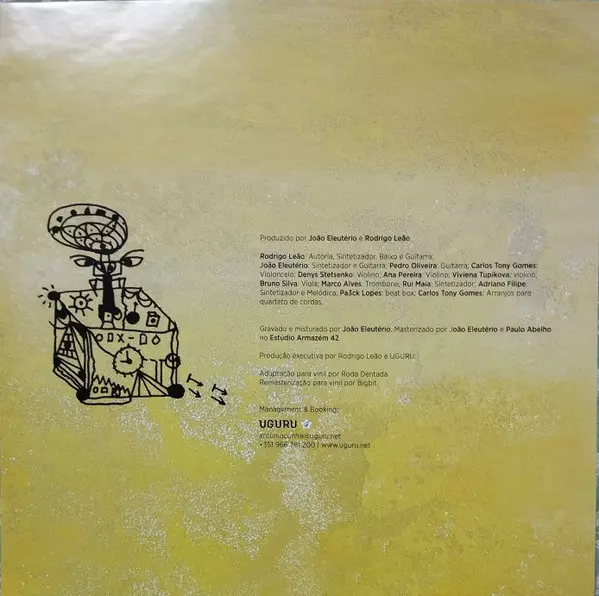 Produzido por João Eleutério e Rodrigo Leão
Rodrigo Leão: Autoria, Sintetizador, Baixo e Guitarra;
João Eleutério: Sintetizador e Guitarra; Pedro Oliveira: Guitarra; Carlos Tony Gomes:
Violoncelo; Denys Stetsenko: Violino; Ana Pereira: Violino; Viviena Tupikova: violino;
Bruno Silva: Viola; Marco Alves: Trombone; Rui Maia: Sintetizador; Adriano Filipe:
Sintetizador e Melódica; Pa3ck Lopes: beat box; Carlos Tony Gomes: Arranjos para
quarteto de cordas.
Gravado e misturado por João Eleutério. Masterizado por João Eleutério e Paulo Abelho
no Estúdio Armazém 42.
Produção executiva por Rodrigo Leão e UGURU
Adaptação para vinil por Roda Dentada
Remasterização para vinil por Bigbit.
Management & Booking:
UGURU
antoniocunha@uguru.net
+351 966 781 200 | www.uguru.net